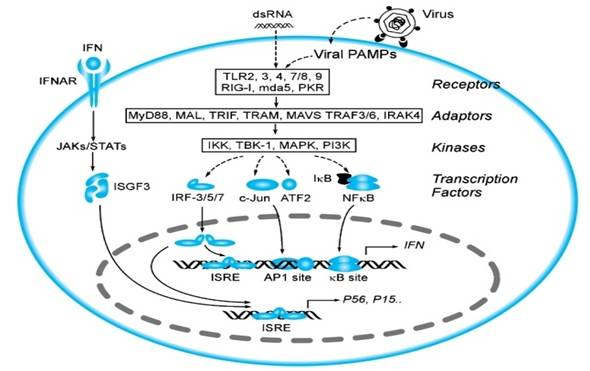 dsRNA
Virus
Viral PAMPs
IFN
IFNAR
TLR2, 3, 4, 7/8, 9
RIG-I, mda5, PKR
Receptors
MyD88, MAL, TRIF, TRAM, MAVS TRAF3/6, IRAK4
Adaptors
JAKs/STATs
IKK, TBK-1, MAPK, PI3K
Kinases
ISGF3
IκB
Transcription
Factors
IRF-3/5/7
c-Jun
ATF2
NFκB
IFN
ISRE
AP1 site
κB site
P56, P15..
ISRE